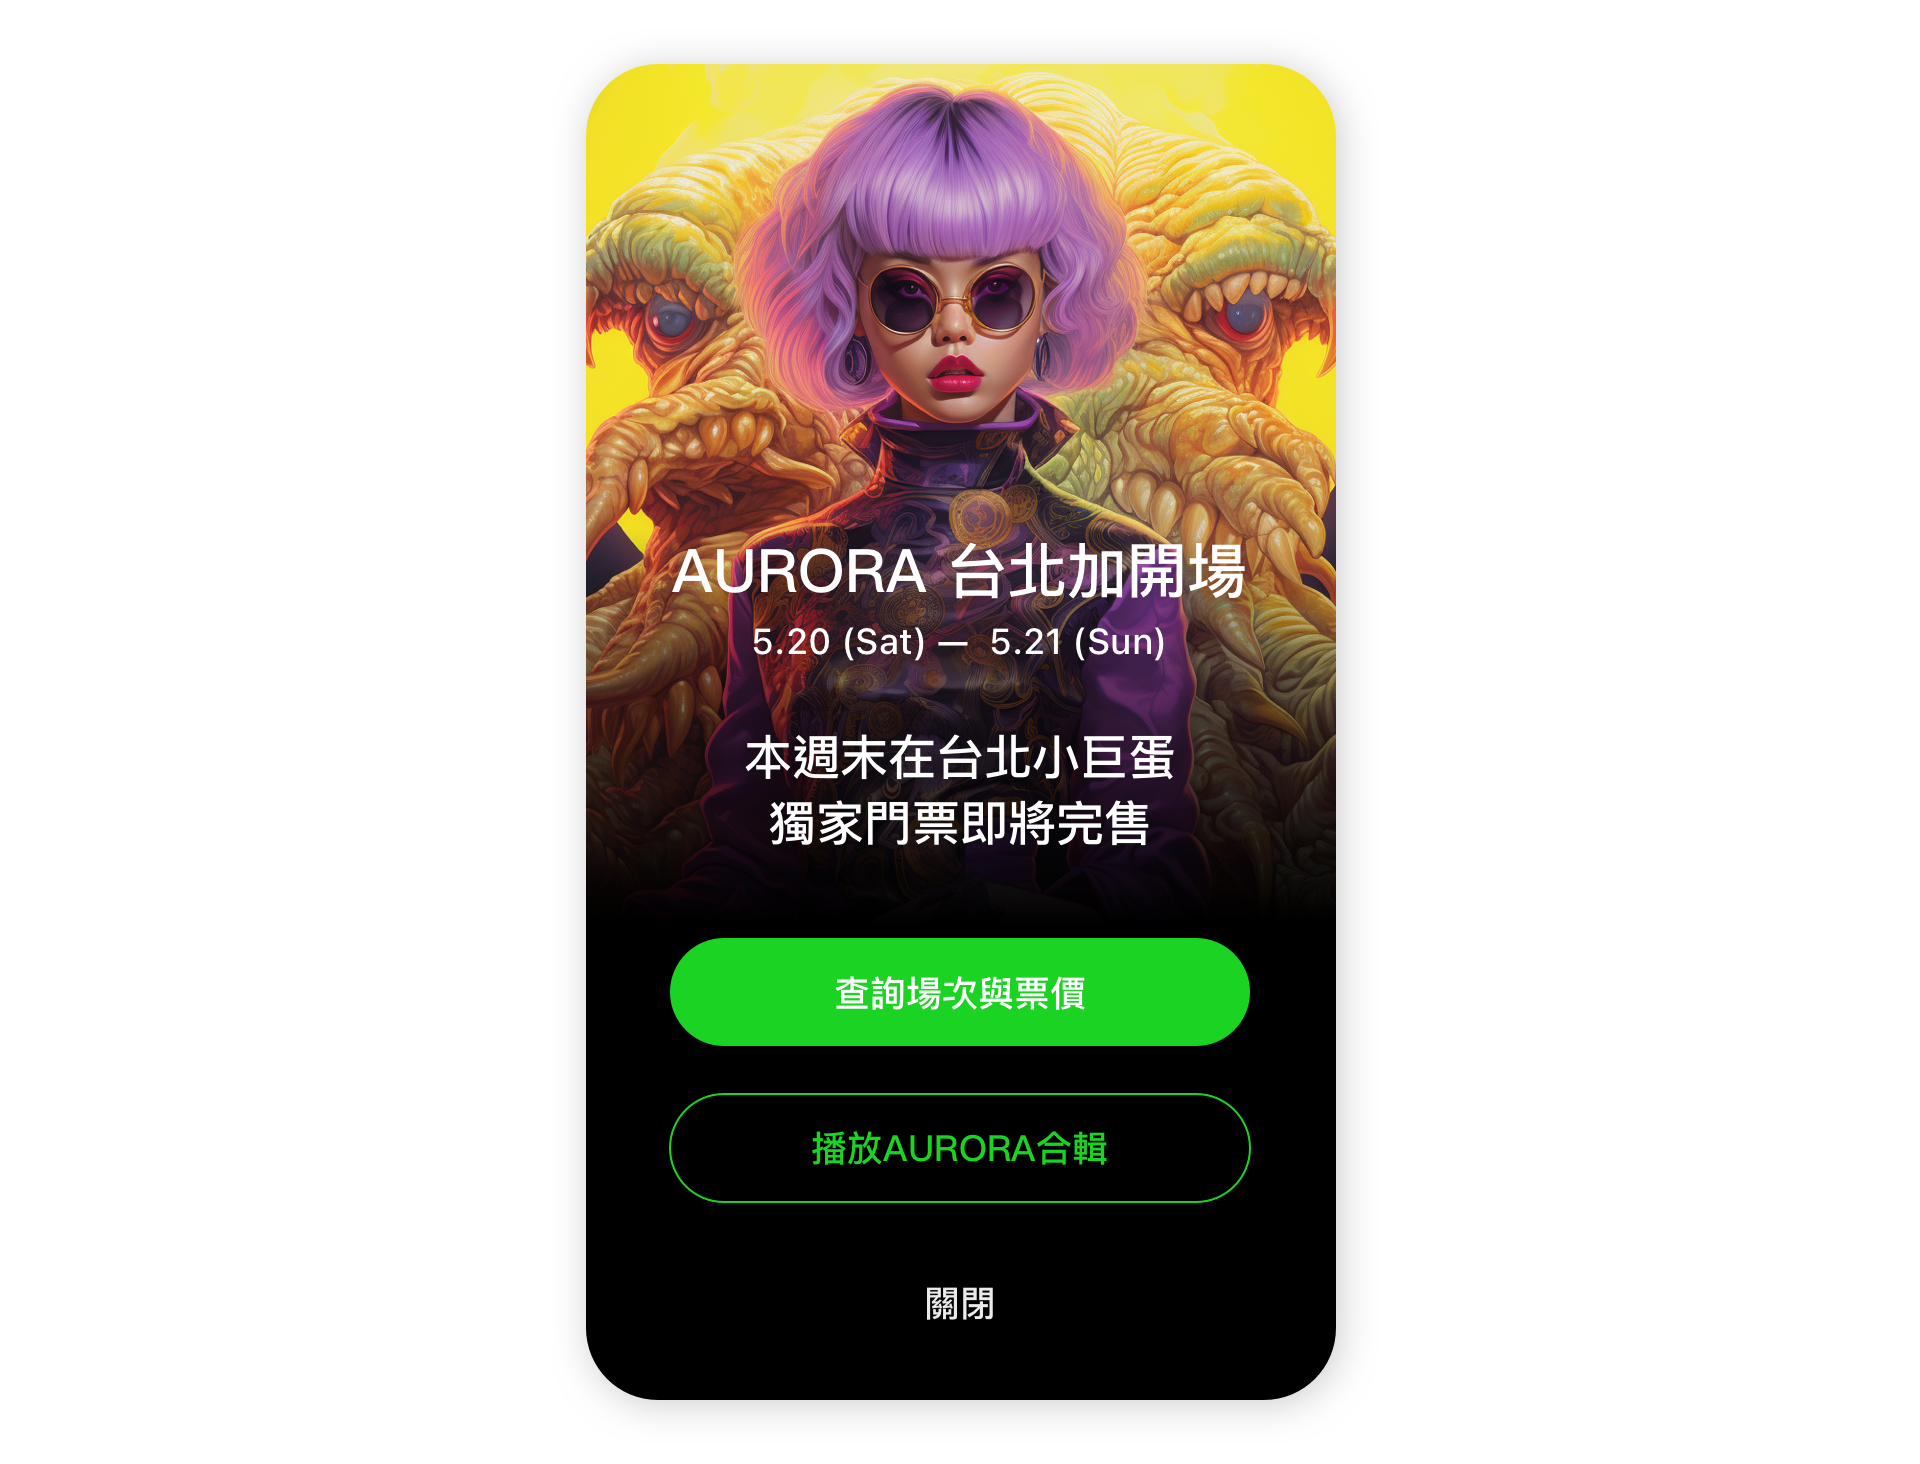 AURORA 台北加開場
5.20 (Sat) — 5.21 (Sun)
本週末在台北小巨蛋
獨家門票即將完售
查詢場次與票價
播放AURORA合輯
關閉